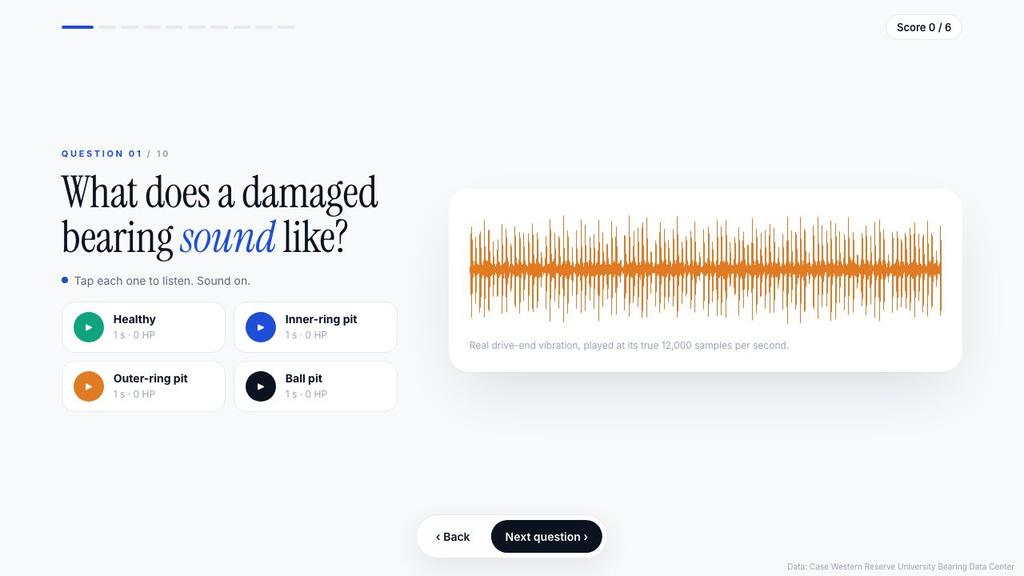 Score 0 / 6
QUESTION 01 / 10
What does a damaged
bearing sound like?
Tap each one to listen. Sound on.
Healthy
1 s · 0 HP
Inner-ring pit
1 s · 0 HP
Outer-ring pit
1 s · 0 HP
Ball pit
1 s · 0 HP
Real drive-end vibration, played at its true 12,000 samples per second.
‹ Back
Next question ›
Data: Case Western Reserve University Bearing Data Center